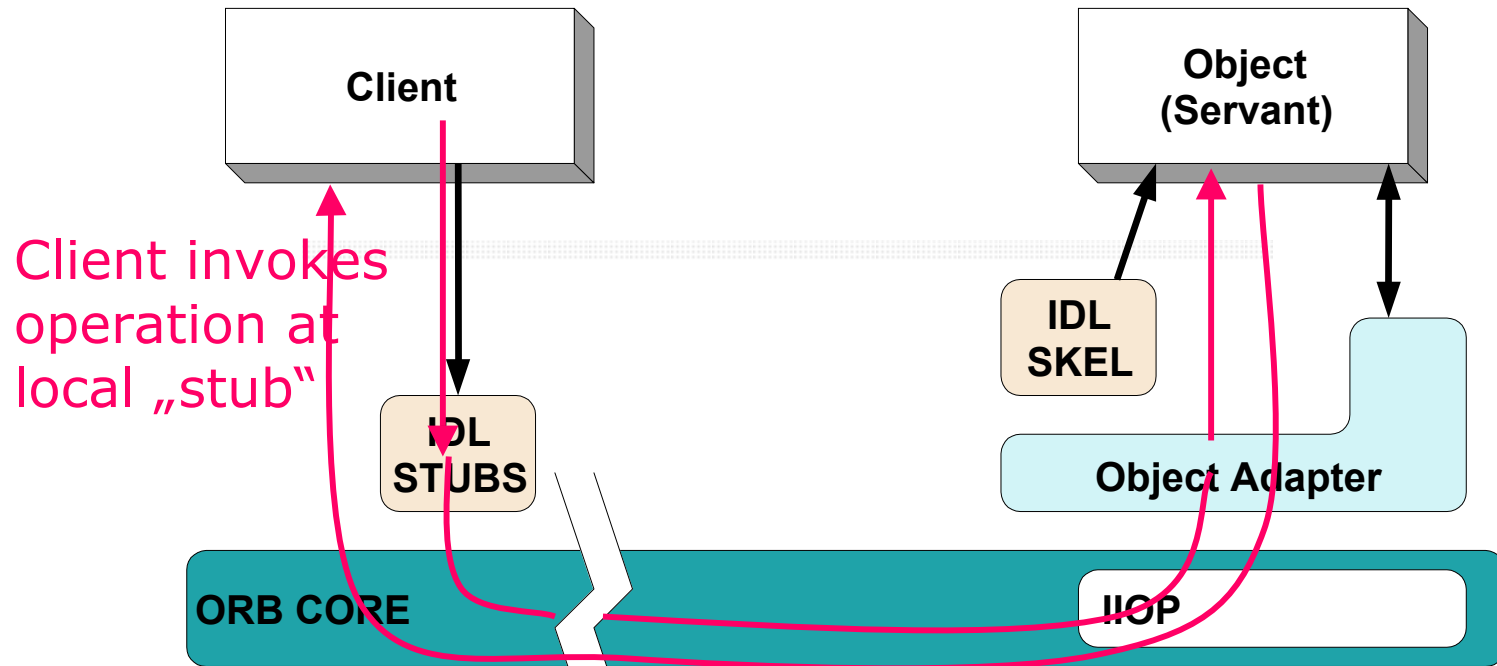 Client
Object
(Servant)
Client invokes
operation at
local „stub“
IDL
SKEL
IDL
STUBS
Object Adapter
ORB CORE
IIOP